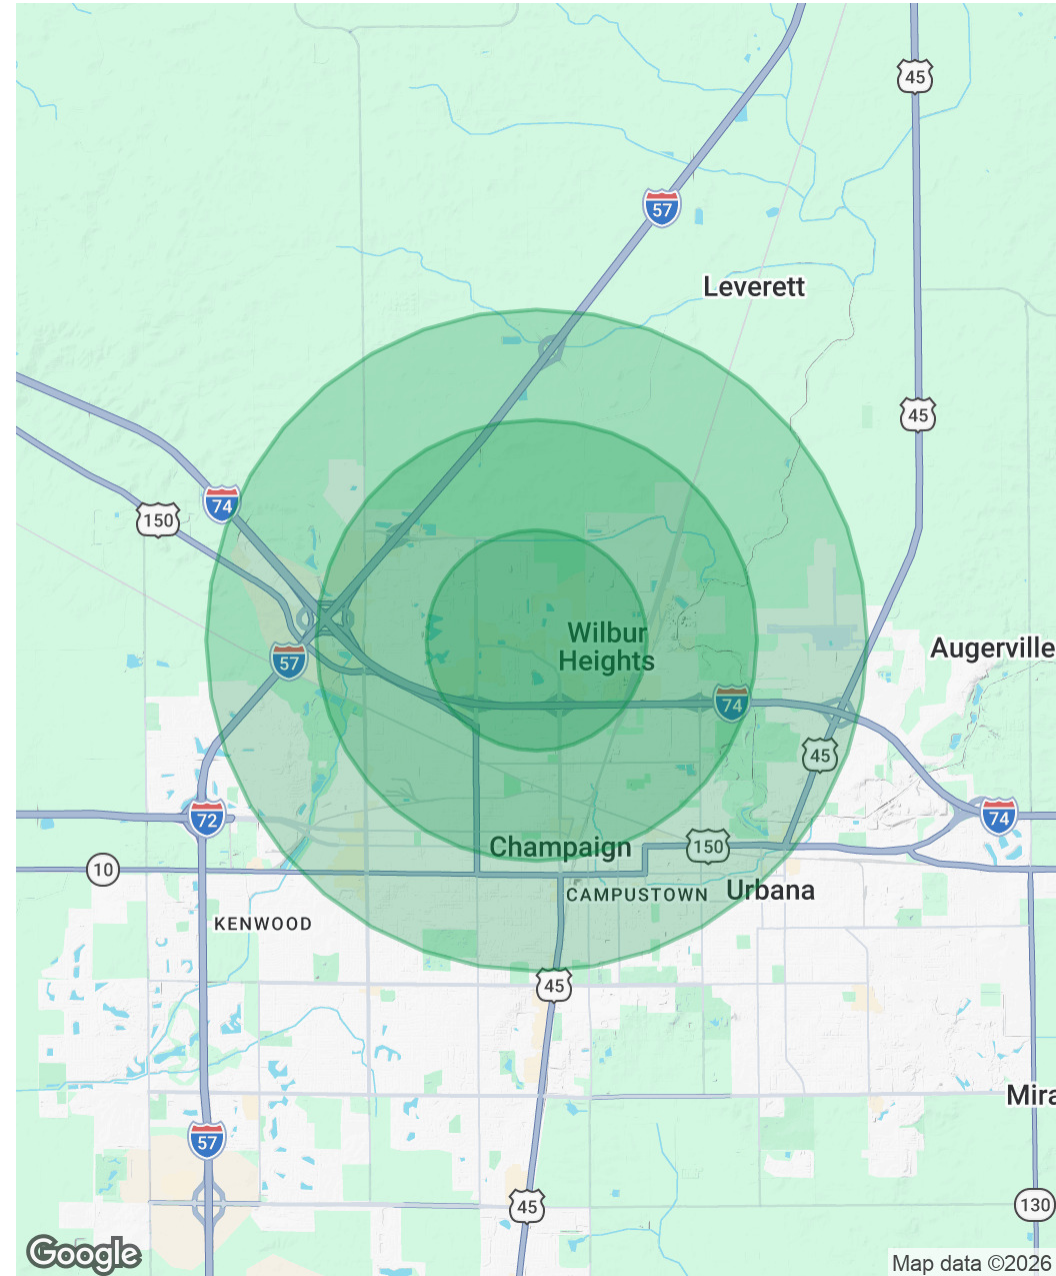 45
57
Leverett
45
74
150
Wilbur
Heights
Augerville
57
74
45
72
74
Champaign
150
10
CAMPUSTOWN
Urbana
KENWOOD
45
Mira
57
45
130
Google
Map data ©2026